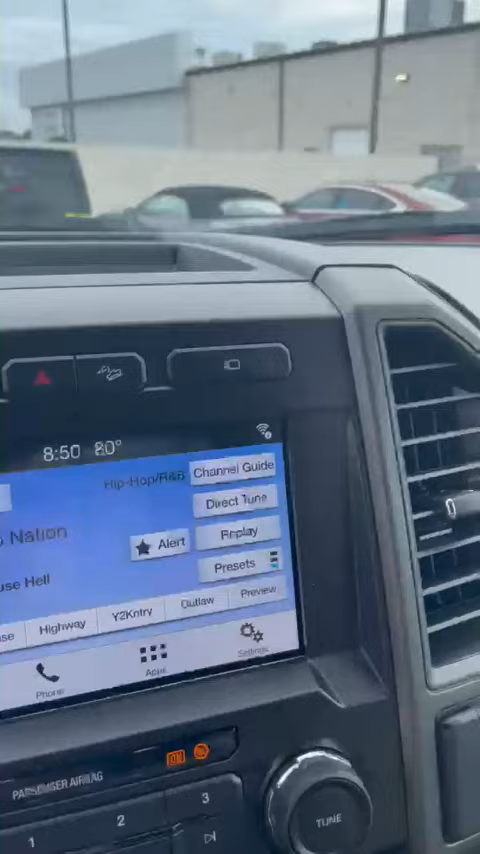 8:50 80°
Hip-Hop/R&B
Channel Guide
Direct Tune
Nation
Alert
Replay
Presets
use Hell
Highway
Y2Kntry
Outlaw
Preview
Phone
Apps
Settings
PASSENGER AIRBAG
ON
1
2
3
TUNE